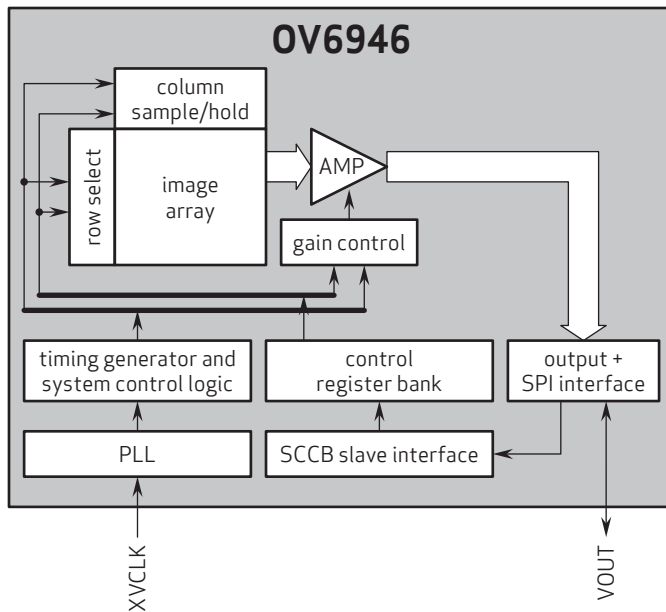 OV6946
column
sample/hold
row select
image
array
AMP
gain control
timing generator and
system control logic
control
register bank
output +
SPI interface
PLL
SCCB slave interface
XVCLK
VOUT